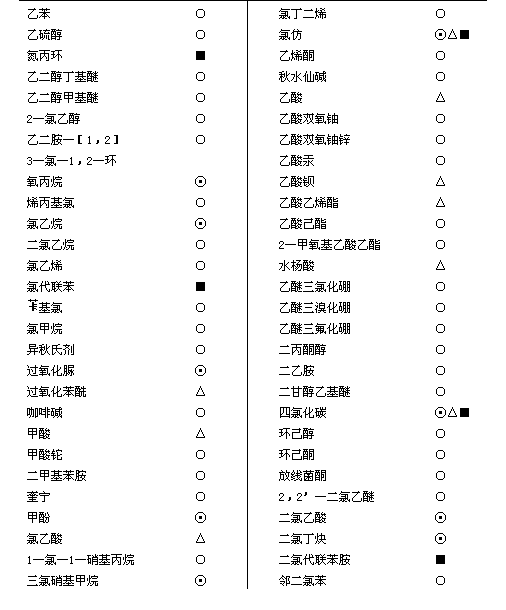 乙苯 ○
乙硫醇 ○
氮丙环 ■
乙二醇丁基醚 ○
乙二醇甲基醚 ○
2一氯乙醇 ○
乙二胺一[1,2] ○
3一氯一1,2一环
氧丙烷 ⊙
烯丙基氯 ○
氯乙烷 ⊙
二氯乙烷 ○
氯乙烯 ○
氯代联苯 ■
苄基氯 ○
氯甲烷 ○
异秋氏剂 ○
过氧化脲 ⊙
过氧化苯酰 △
咖啡碱 ○
甲酸 △
甲酸铊 ○
二甲基苯胺 ○
蓳宁 ○
甲酚 ⊙
氯乙酸 △
1一氯一1一硝基丙烷 ○
三氯硝基甲烷 ⊙
氯丁二烯 ○
氯仿 ⊙△■
乙烯酮 ○
秋水仙碱 ○
乙酸 △
乙酸双氧铀 ○
乙酸双氧铀锌 ○
乙酸汞 ○
乙酸钡 △
乙酸乙烯酯 △
乙酸己酯 ○
2一甲氧基乙酸乙酯 ○
水杨酸 △
乙醚三氯化硼 ○
乙醚三溴化硼 ○
乙醚三氟化硼 ○
二丙酮醇 ○
二乙胺 ○
二甘醇乙基醚 ○
四氯化碳 ⊙△■
环己醇 ○
环己酮 ○
放线菌酮 ○
2,2’一二氯乙醚 ○
二氯乙酸 ⊙
二氯丁炔 ⊙
二氯代联苯胺 ■
邻二氯苯 ○